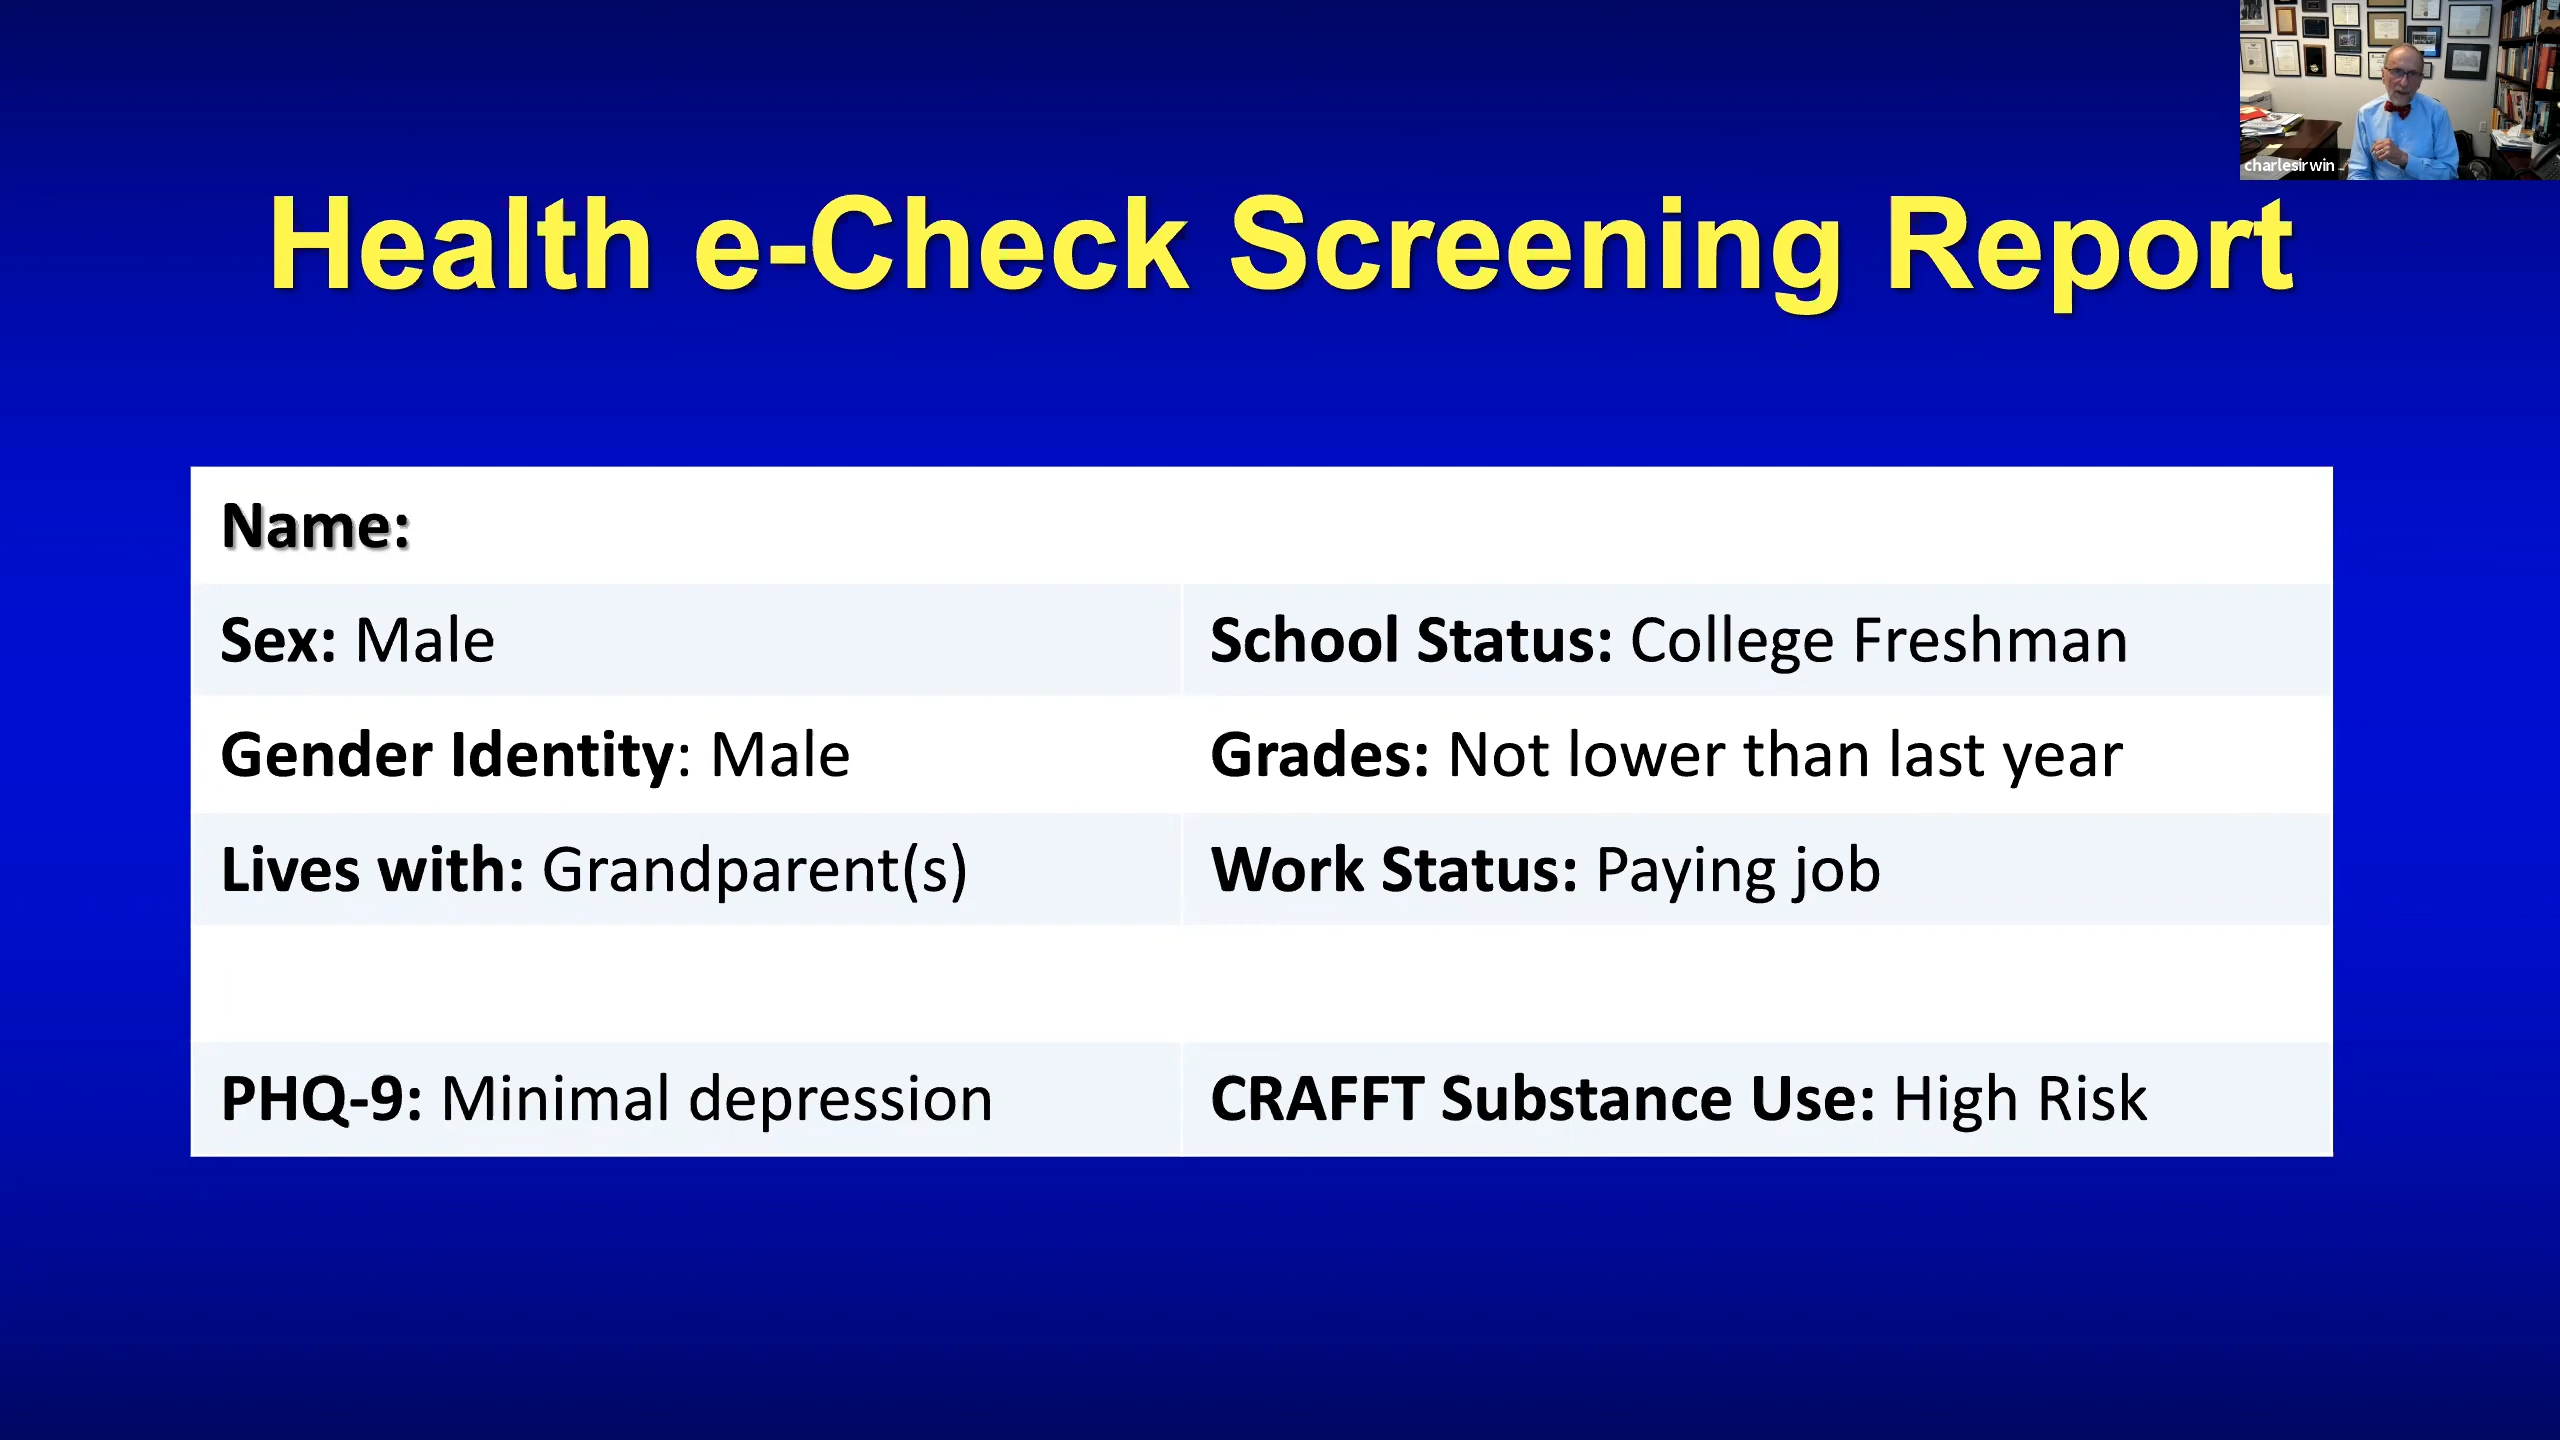 charlesirwin
Health e-Check Screening Report
Name:
Sex: Male
School Status: College Freshman
Gender Identity: Male
Grades: Not lower than last year
Lives with: Grandparent(s)
Work Status: Paying job
PHQ-9: Minimal depression
CRAFFT Substance Use: High Risk